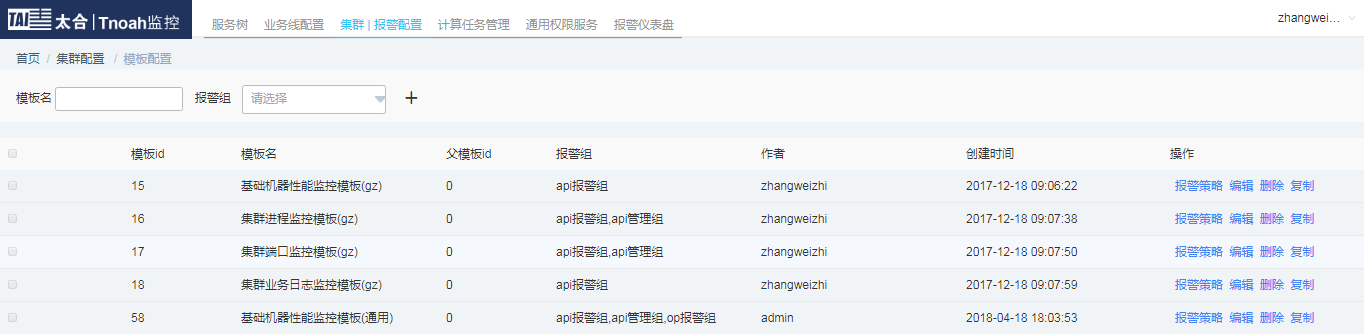 TAI 太合 | Tnoah监控 服务树 业务线配置 集群 | 报警配置 计算任务管理 通用权限服务 报警仪表盘 zhangwei...
首页 / 集群配置 / 模板配置
模板名 报警组 请选择 +
模板id 模板名 父模板id 报警组 作者 创建时间 操作
15 基础机器性能监控模板(gz) 0 api报警组 zhangweizhi 2017-12-18 09:06:22 报警策略 编辑 删除 复制
16 集群进程监控模板(gz) 0 api报警组,api管理组 zhangweizhi 2017-12-18 09:07:38 报警策略 编辑 删除 复制
17 集群端口监控模板(gz) 0 api报警组,api管理组 zhangweizhi 2017-12-18 09:07:50 报警策略 编辑 删除 复制
18 集群业务日志监控模板(gz) 0 api报警组 zhangweizhi 2017-12-18 09:07:59 报警策略 编辑 删除 复制
58 基础机器性能监控模板(通用) 0 api报警组,api管理组,op报警组 admin 2018-04-18 18:03:53 报警策略 编辑 删除 复制